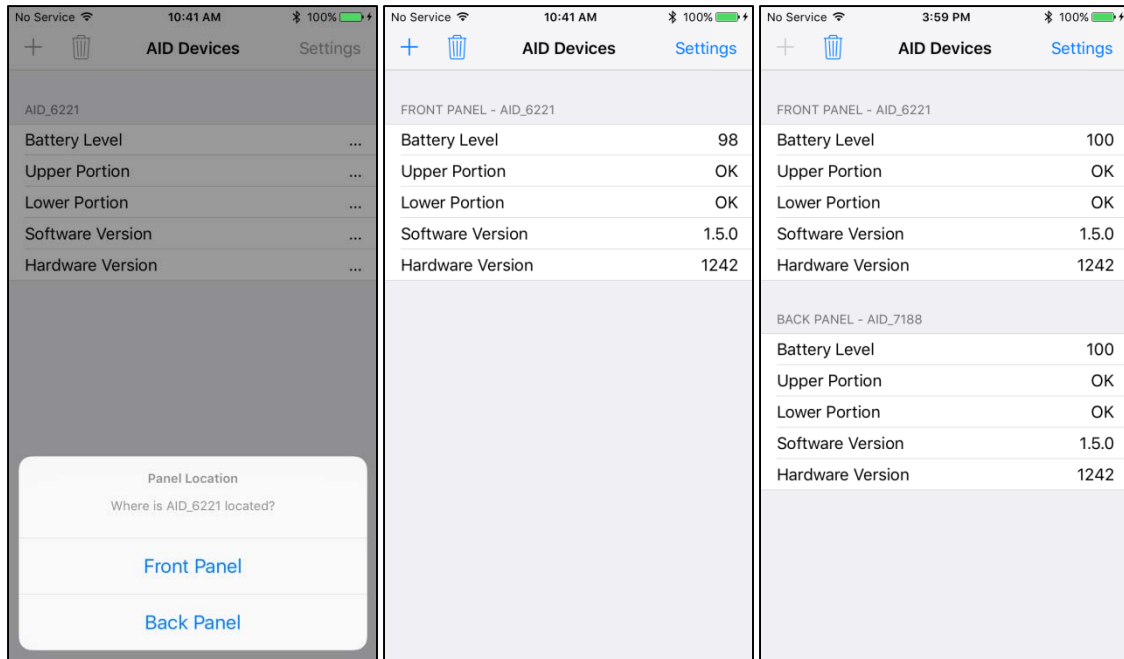 No Service 10:41 AM 100%
AID Devices Settings
AID_6221
Battery Level ...
Upper Portion ...
Lower Portion ...
Software Version ...
Hardware Version ...
Panel Location
Where is AID_6221 located?
Front Panel
Back Panel
No Service 10:41 AM 100%
+ AID Devices Settings
FRONT PANEL - AID_6221
Battery Level 98
Upper Portion OK
Lower Portion OK
Software Version 1.5.0
Hardware Version 1242
No Service 3:59 PM 100%
AID Devices Settings
FRONT PANEL - AID_6221
Battery Level 100
Upper Portion OK
Lower Portion OK
Software Version 1.5.0
Hardware Version 1242
BACK PANEL - AID_7188
Battery Level 100
Upper Portion OK
Lower Portion OK
Software Version 1.5.0
Hardware Version 1242